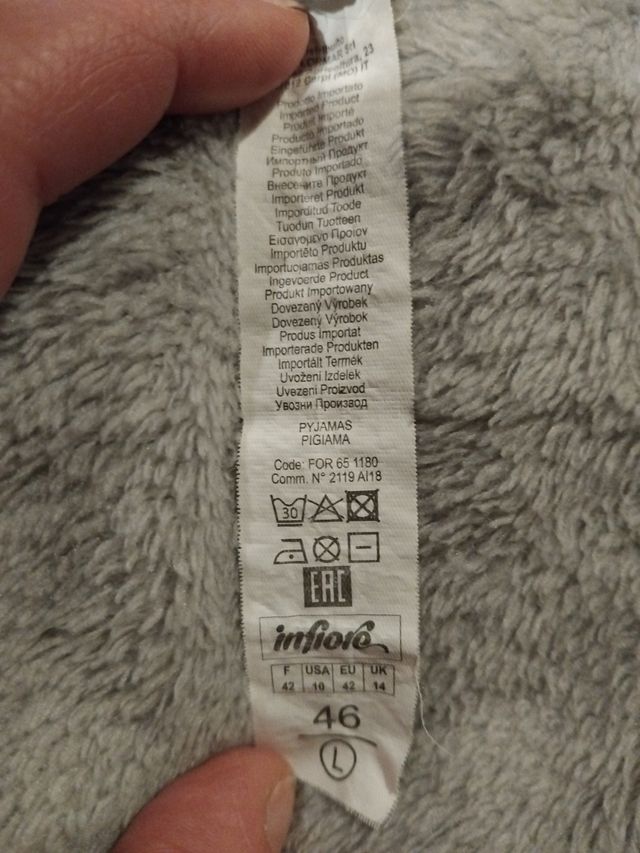 Prodotto Importato
Imported Product
Produit Importé
Producto Importado
Eingeführte Produkt
Импортный Продукт
Produto Importado
Внесените Продукт
Importeret Produkt
Imporditud Toode
Tuodun Tuotteen
Εισαγομενο Προιον
Importēto Produktu
Importuojamas Produktas
Ingevoerde Product
Produkt Importowany
Dovezený Výrobek
Dovezený Výrobok
Produs Importat
Importerade Produkten
Importált Termék
Uvoženi Izdelek
Uvezeni Proizvod
Увозни Производ
PYJAMAS
PIGIAMA
Code: FOR 65 1180
Comm. N° 2119 AI18
30
EAC
infiore
F USA EU UK
42 10 42 14
46
L